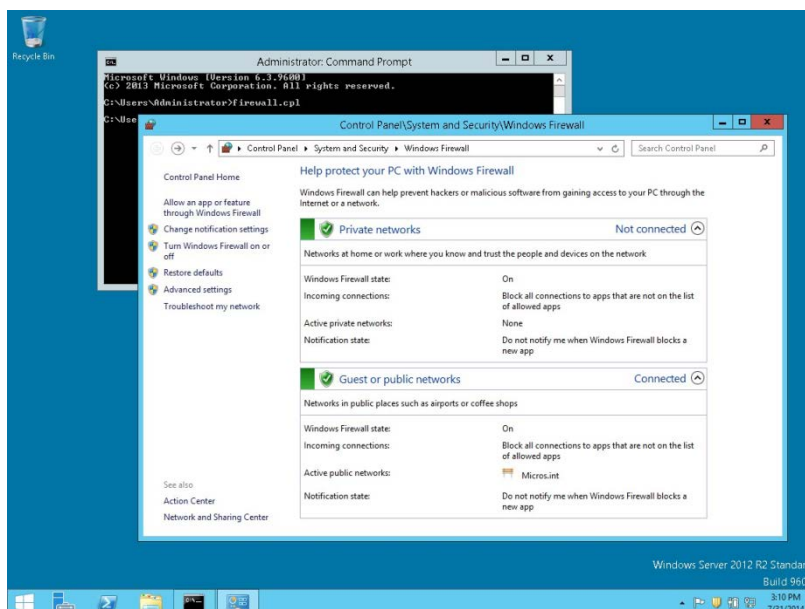 Recycle Bin
Administrator: Command Prompt
Microsoft Windows [Version 6.3.9600]
(c) 2013 Microsoft Corporation. All rights reserved.
C:\Users\Administrator>firewall.cpl
C:\Use
Control Panel\System and Security\Windows Firewall
Control Panel System and Security Windows Firewall
Search Control Panel
Control Panel Home
Allow an app or feature
through Windows Firewall
Change notification settings
Turn Windows Firewall on or
off
Restore defaults
Advanced settings
Troubleshoot my network
See also
Action Center
Network and Sharing Center
Help protect your PC with Windows Firewall
Windows Firewall can help prevent hackers or malicious software from gaining access to your PC through the
Internet or a network.
Private networks Not connected
Networks at home or work where you know and trust the people and devices on the network
Windows Firewall state: On
Incoming connections: Block all connections to apps that are not on the list
of allowed apps
Active private networks: None
Notification state: Do not notify me when Windows Firewall blocks a
new app
Guest or public networks Connected
Networks in public places such as airports or coffee shops
Windows Firewall state: On
Incoming connections: Block all connections to apps that are not on the list
of allowed apps
Active public networks: Micros.int
Notification state: Do not notify me when Windows Firewall blocks a
new app
Windows Server 2012 R2 Standar
Build 960
3:10 PM